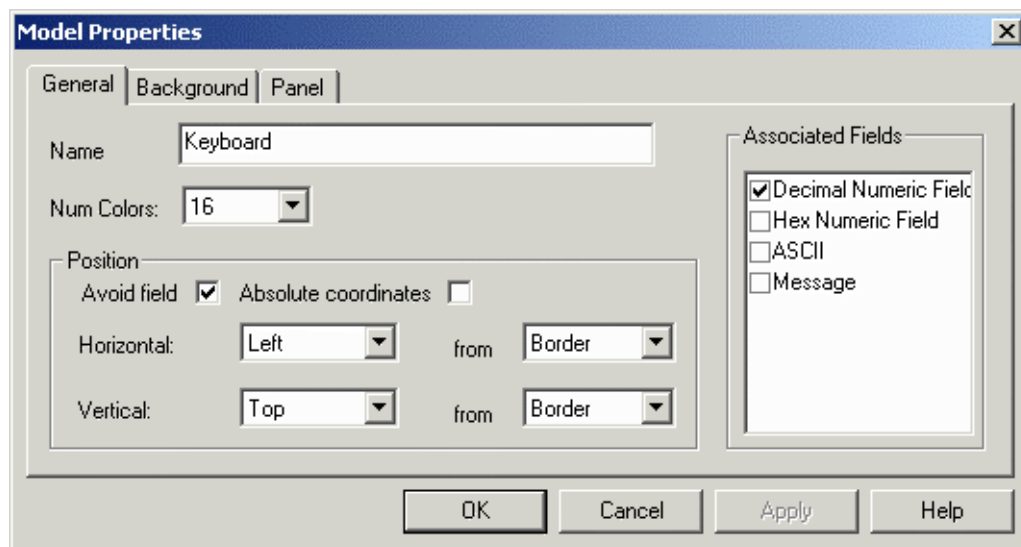 Model Properties
General Background Panel
Name Keyboard
Num Colors: 16
Position
Avoid field Absolute coordinates
Horizontal: Left from Border
Vertical: Top from Border
Associated Fields
Decimal Numeric Field
Hex Numeric Field
ASCII
Message
OK Cancel Apply Help